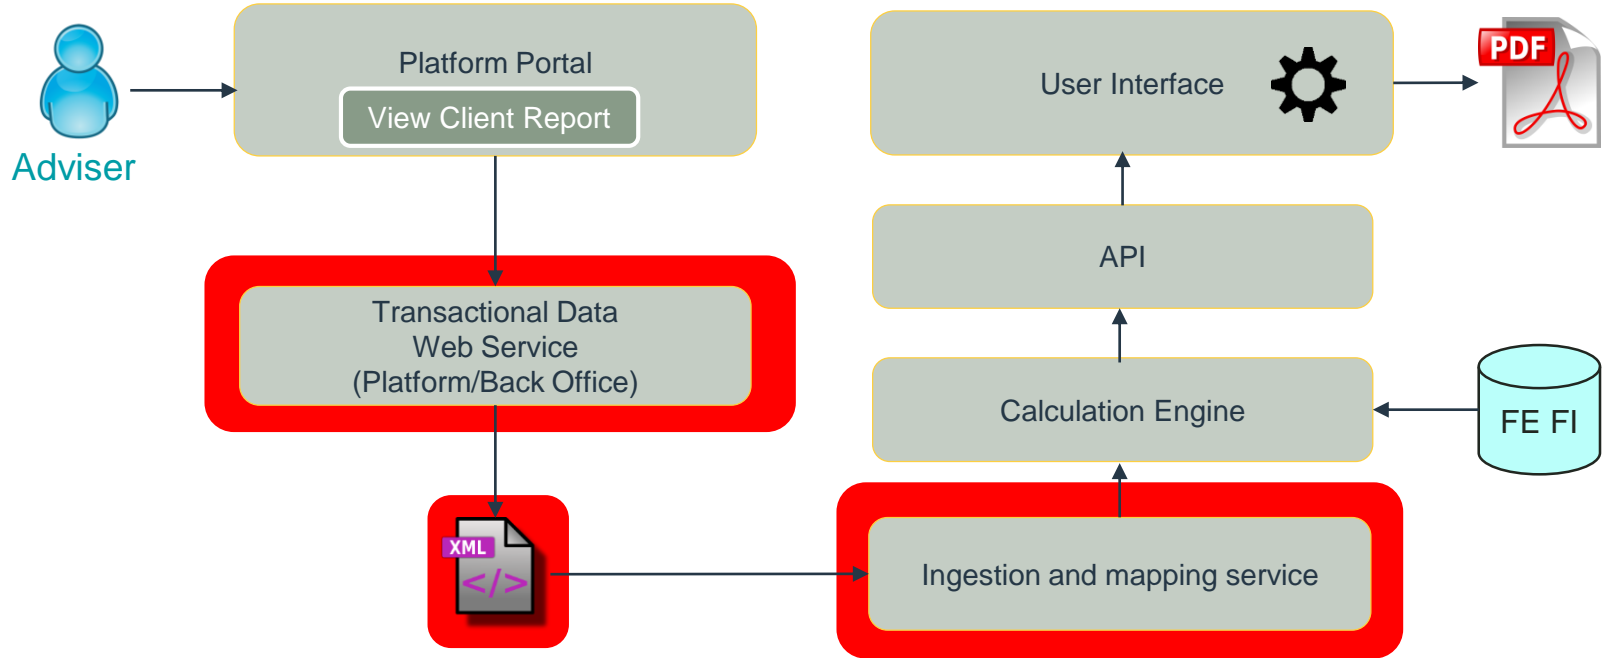 Adviser
Platform Portal
View Client Report
Transactional Data
Web Service
(Platform/Back Office)
XML
</>
Ingestion and mapping service
Calculation Engine
FE FI
API
User Interface
PDF